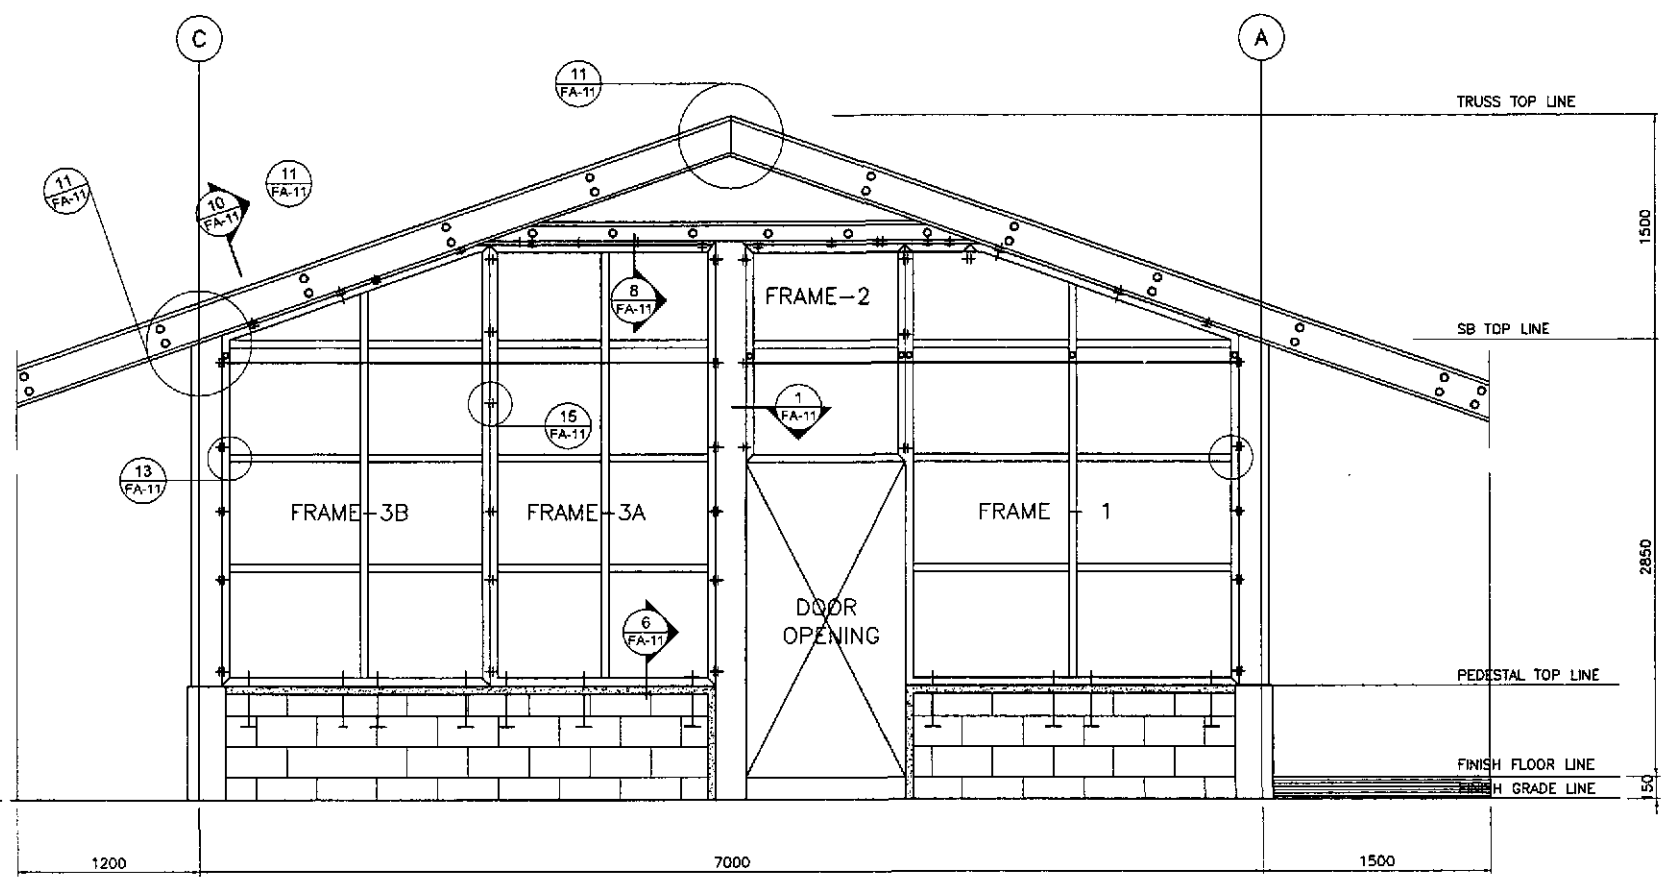 C
A
11
FA-11
TRUSS TOP LINE
11
FA-11
11
FA-11
10
FA-11
1500
8
FA-11
FRAME-2
SB TOP LINE
1
FA-11
15
FA-11
13
FA-11
FRAME-3B
FRAME-3A
FRAME - 1
2850
DOOR
OPENING
6
FA-11
PEDESTAL TOP LINE
FINISH FLOOR LINE
150
FINISH GRADE LINE
1200
7000
1500